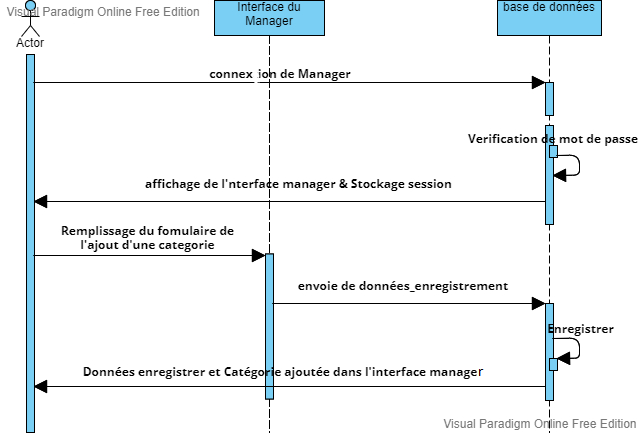 Visual Paradigm Online Free Edition
Interface du
Manager
base de données
Actor
connexion de Manager
Verification de mot de passe
affichage de l'nterface manager & Stockage session
Remplissage du fomulaire de
l'ajout d'une categorie
envoie de données_enregistrement
Enregistrer
Données enregistrer et Catégorie ajoutée dans l'interface manager
Visual Paradigm Online Free Edition